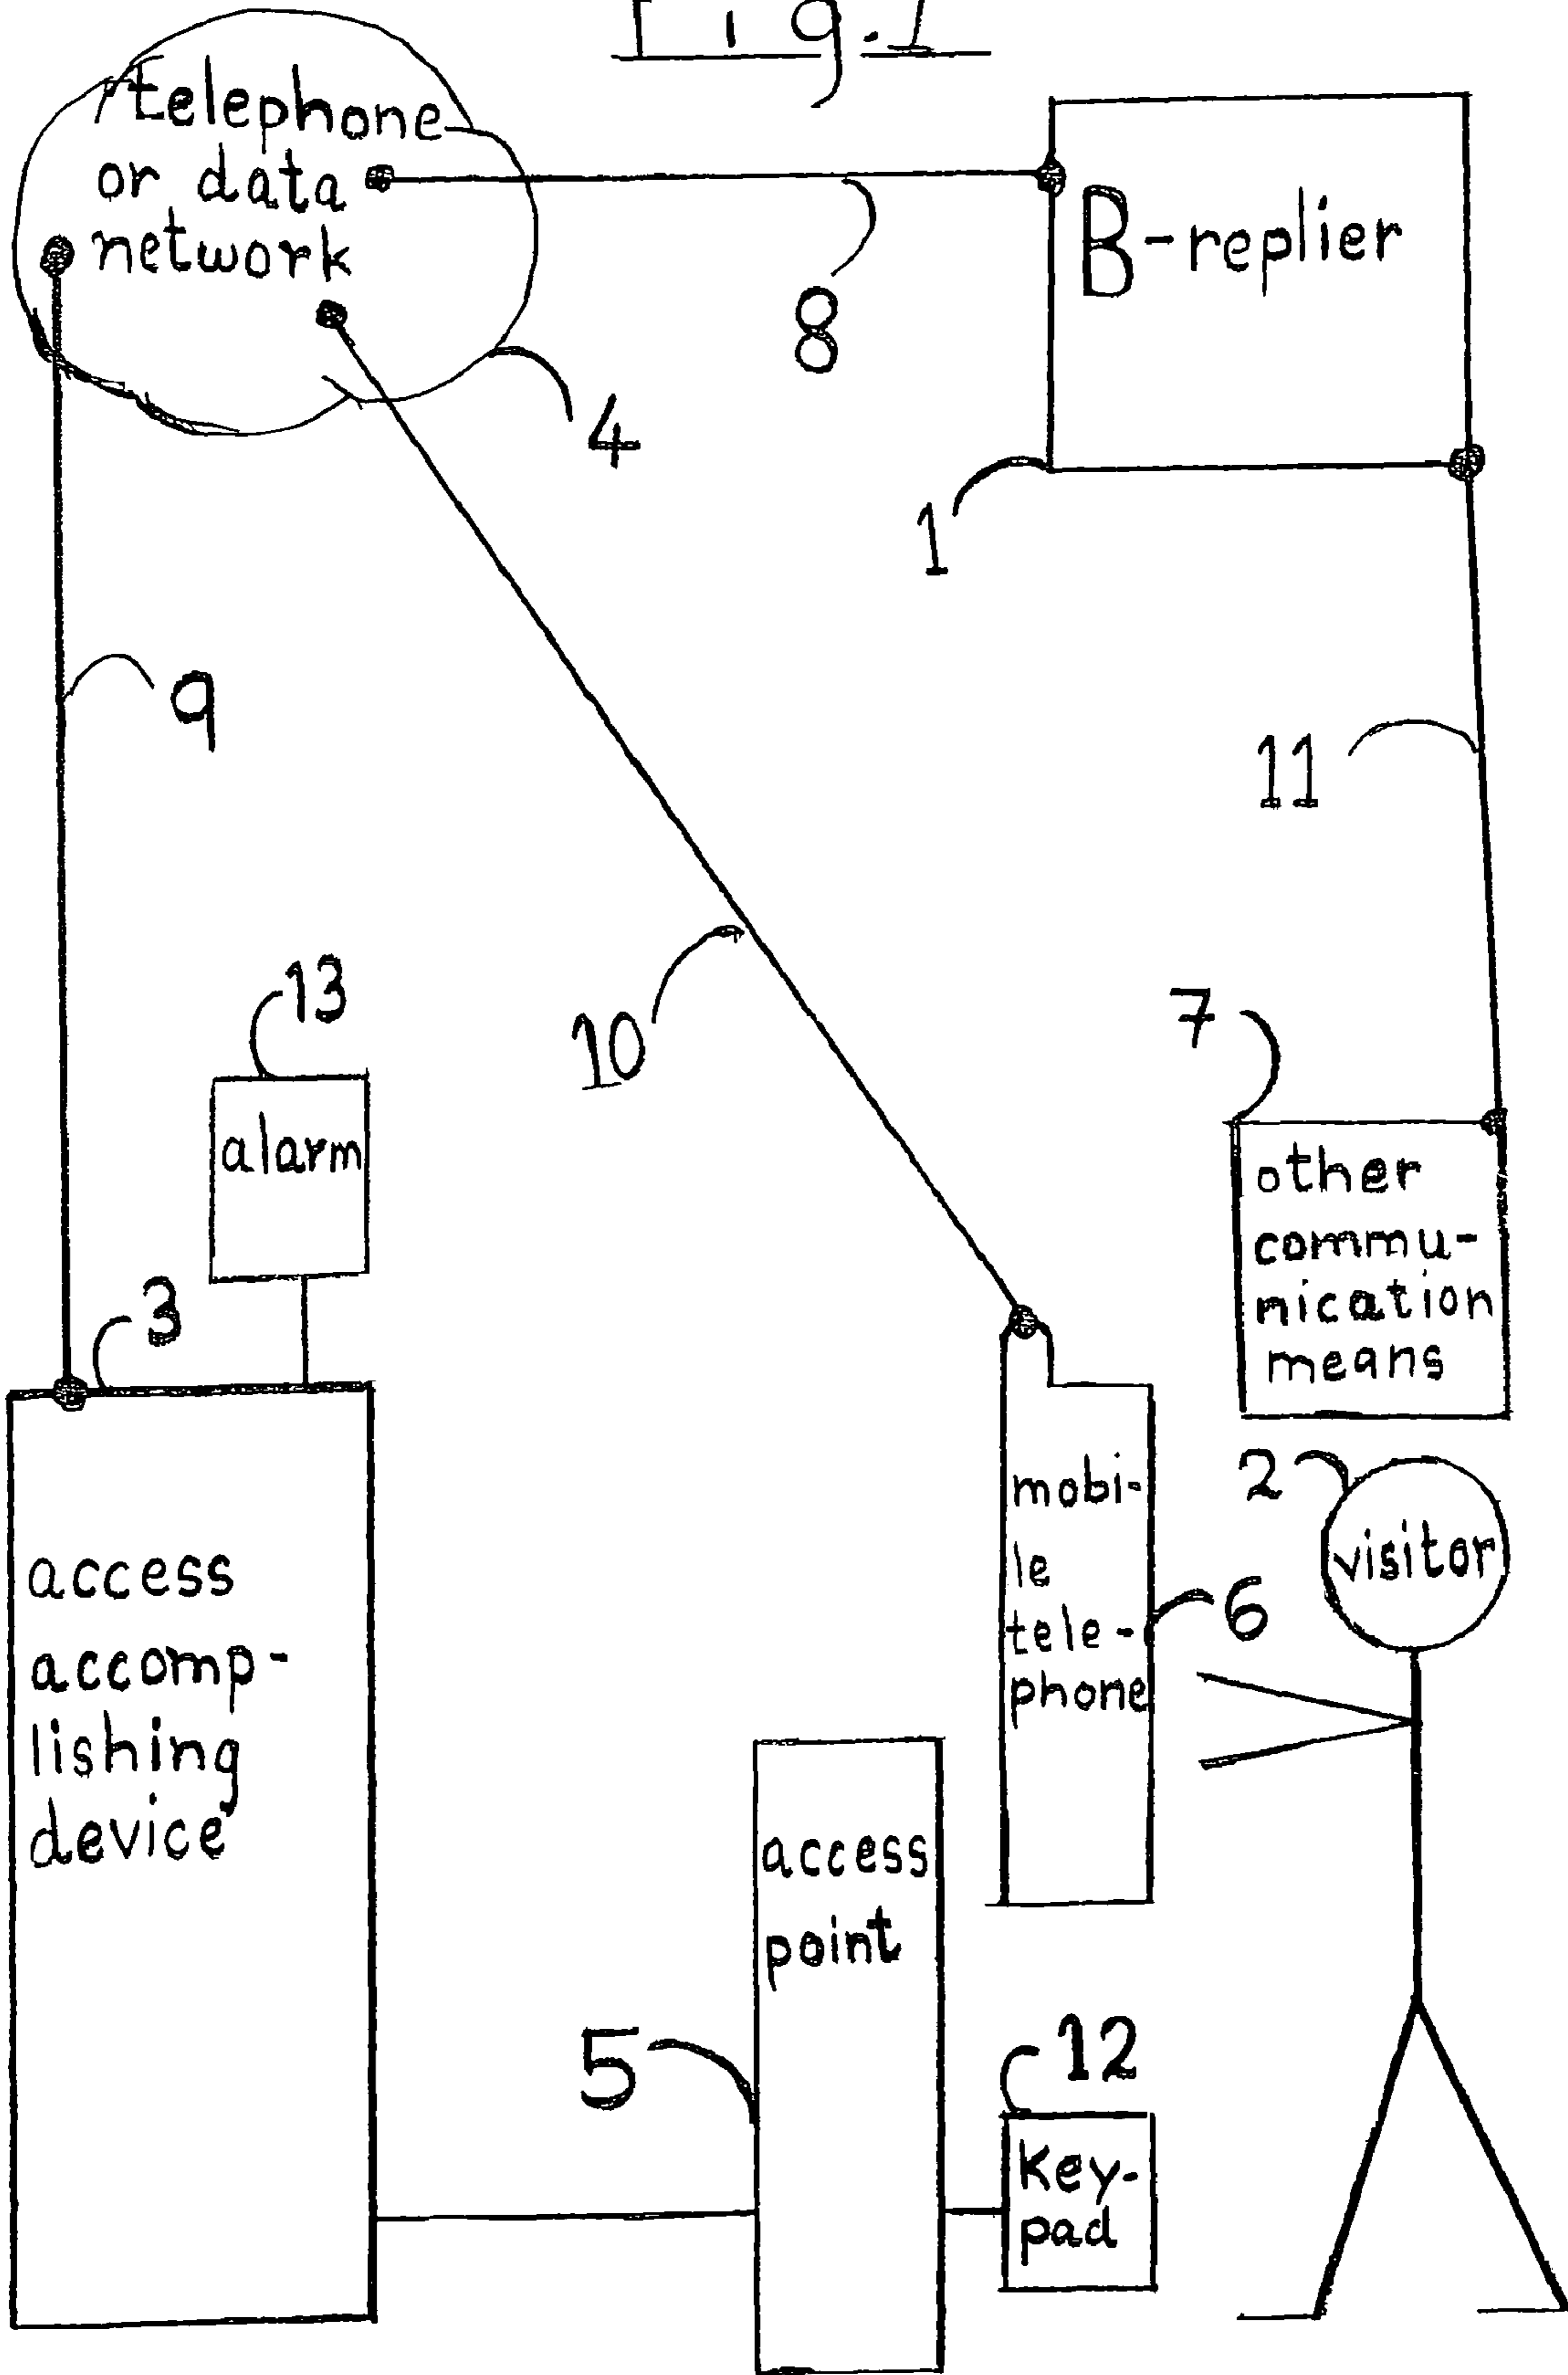 Fig.1
telephone
or data
network
B-replier
8
4
1
9
11
13
10
7
alarm
other
commu-
nication
means
3
2
visitor
mobi-
le
tele-
phone
6
access
accomp-
lishing
device
access
point
5
12
Key-
pad